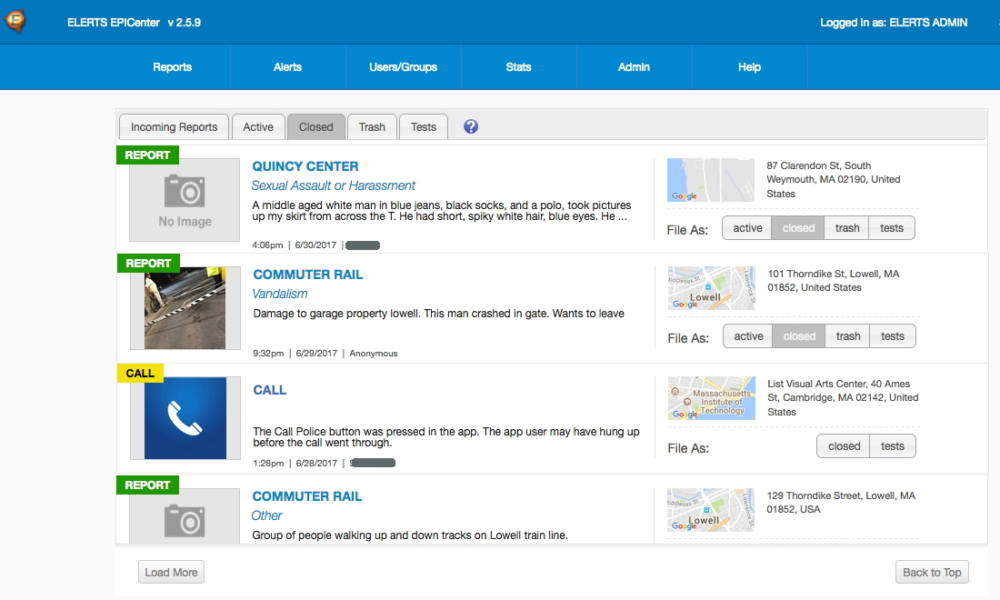 E
ELERTS EPICenter v 2.5.9
Logged in as: ELERTS ADMIN
Reports
Alerts
Users/Groups
Stats
Admin
Help
Incoming Reports
Active
Closed
Trash
Tests
?
REPORT
No Image
QUINCY CENTER
Sexual Assault or Harassment
A middle aged white man in blue jeans, black socks, and a polo, took pictures
up my skirt from across the T. He had short, spiky white hair, blue eyes. He ...
4:06pm | 6/30/2017 |
Google
87 Clarendon St, South
Weymouth, MA 02190, United
States
File As:
active
closed
trash
tests
REPORT
COMMUTER RAIL
Vandalism
Damage to garage property lowell. This man crashed in gate. Wants to leave
9:32pm | 6/29/2017 | Anonymous
Middlesex St
Lawrence St
Lowell
Google
101 Thorndike St, Lowell, MA
01852, United States
File As:
active
closed
trash
tests
CALL
CALL
The Call Police button was pressed in the app. The app user may have hung up
before the call went through.
1:28pm | 6/28/2017 |
Massachusetts
Institute of
Technology
Google
List Visual Arts Center, 40 Ames
St, Cambridge, MA 02142, United
States
File As:
closed
tests
REPORT
COMMUTER RAIL
Other
Group of people walking up and down tracks on Lowell train line.
Lowell
Google
129 Thorndike Street, Lowell, MA
01852, USA
Load More
Back to Top